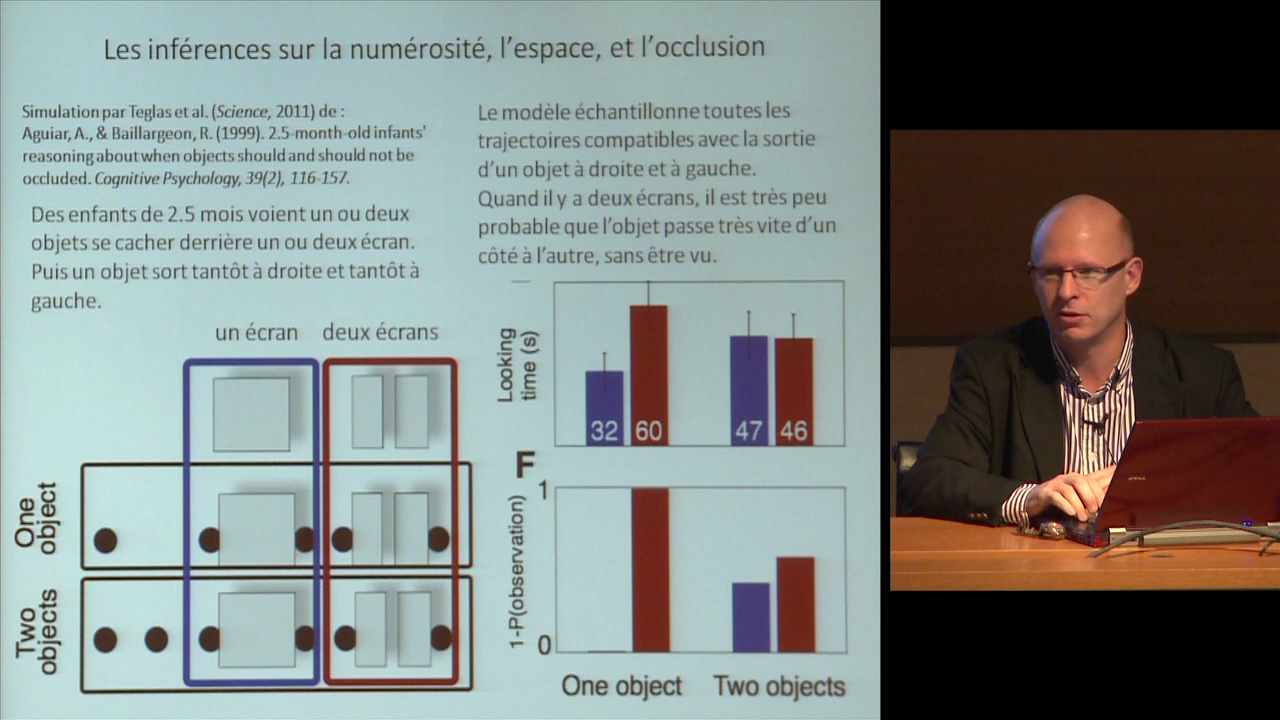 Les inférences sur la numérosité, l'espace, et l'occlusion
Simulation par Teglas et al. (Science, 2011) de :
Aguiar, A., & Baillargeon, R. (1999). 2.5-month-old infants'
reasoning about when objects should and should not be
occluded. Cognitive Psychology, 39(2), 116-157.
Des enfants de 2.5 mois voient un ou deux
objets se cacher derrière un ou deux écran.
Puis un objet sort tantôt à droite et tantôt à
gauche.
Le modèle échantillonne toutes les
trajectoires compatibles avec la sortie
d'un objet à droite et à gauche.
Quand il y a deux écrans, il est très peu
probable que l'objet passe très vite d'un
côté à l'autre, sans être vu.
un écran
deux écrans
One
object
Two
objects
Looking
time (s)
32
60
47
46
F
1-P(observation)
1
0
One object
Two objects